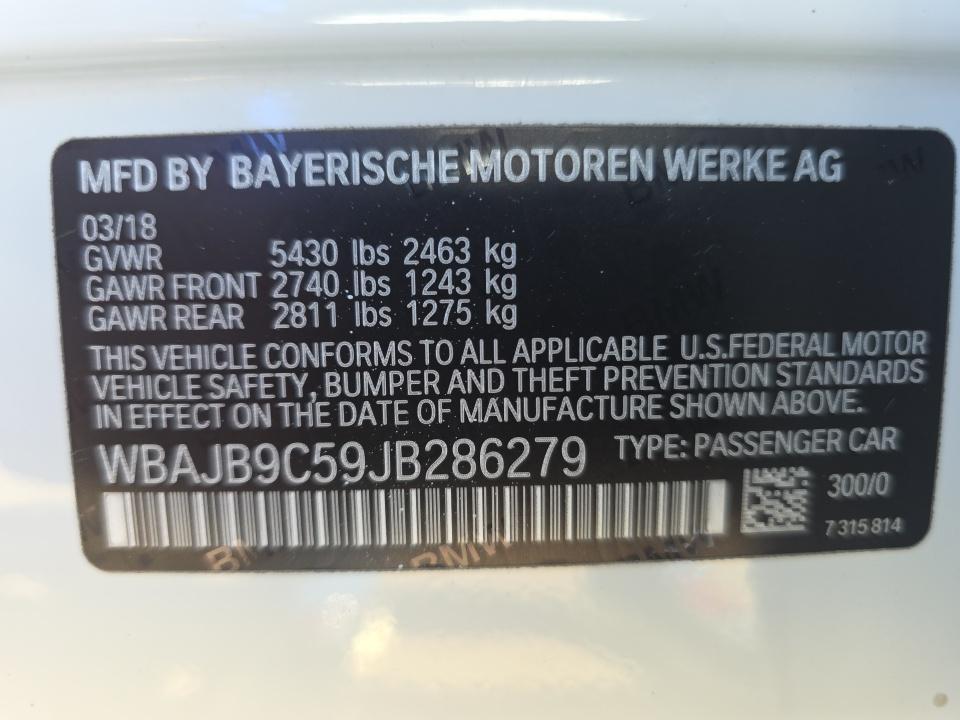 MFD BY BAYERISCHE MOTOREN WERKE AG
03/18
GVWR 5430 lbs 2463 kg
GAWR FRONT 2740 lbs 1243 kg
GAWR REAR 2811 lbs 1275 kg
THIS VEHICLE CONFORMS TO ALL APPLICABLE U.S.FEDERAL MOTOR
VEHICLE SAFETY, BUMPER AND THEFT PREVENTION STANDARDS
IN EFFECT ON THE DATE OF MANUFACTURE SHOWN ABOVE.
WBAJB9C59JB286279 TYPE: PASSENGER CAR
300/0
7 315 814
BMW BMW